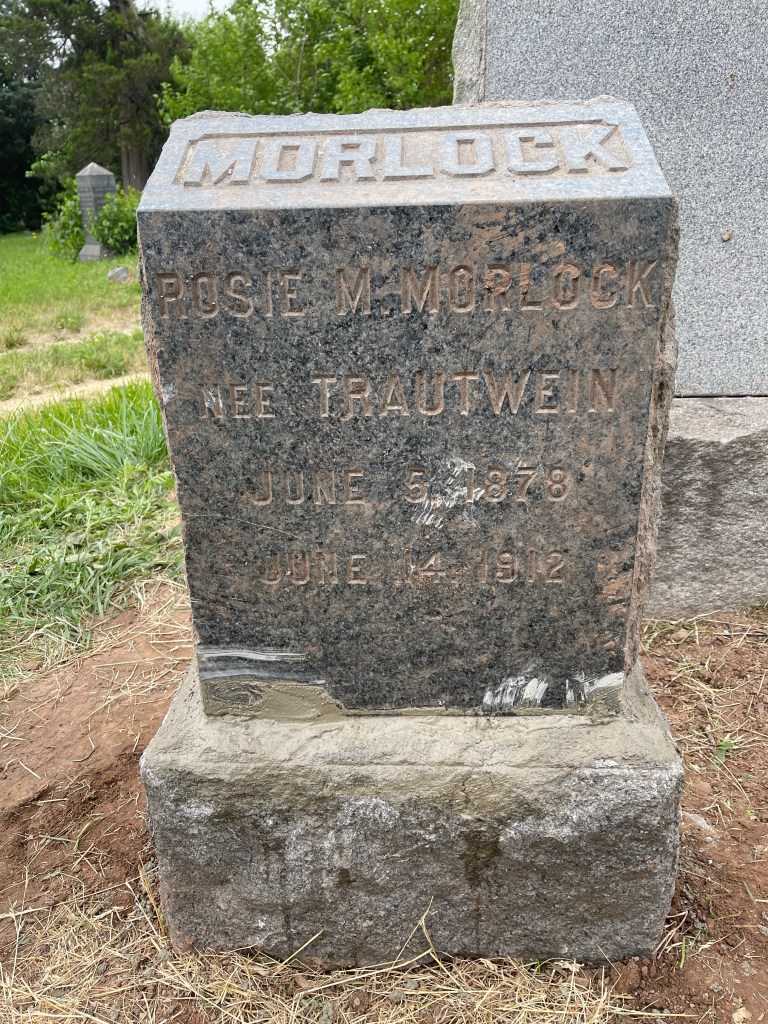 MORLOCK
ROSIE M. MORLOCK
NEE TRAUTWEIN
JUNE 5, 1878
JUNE 14, 1912